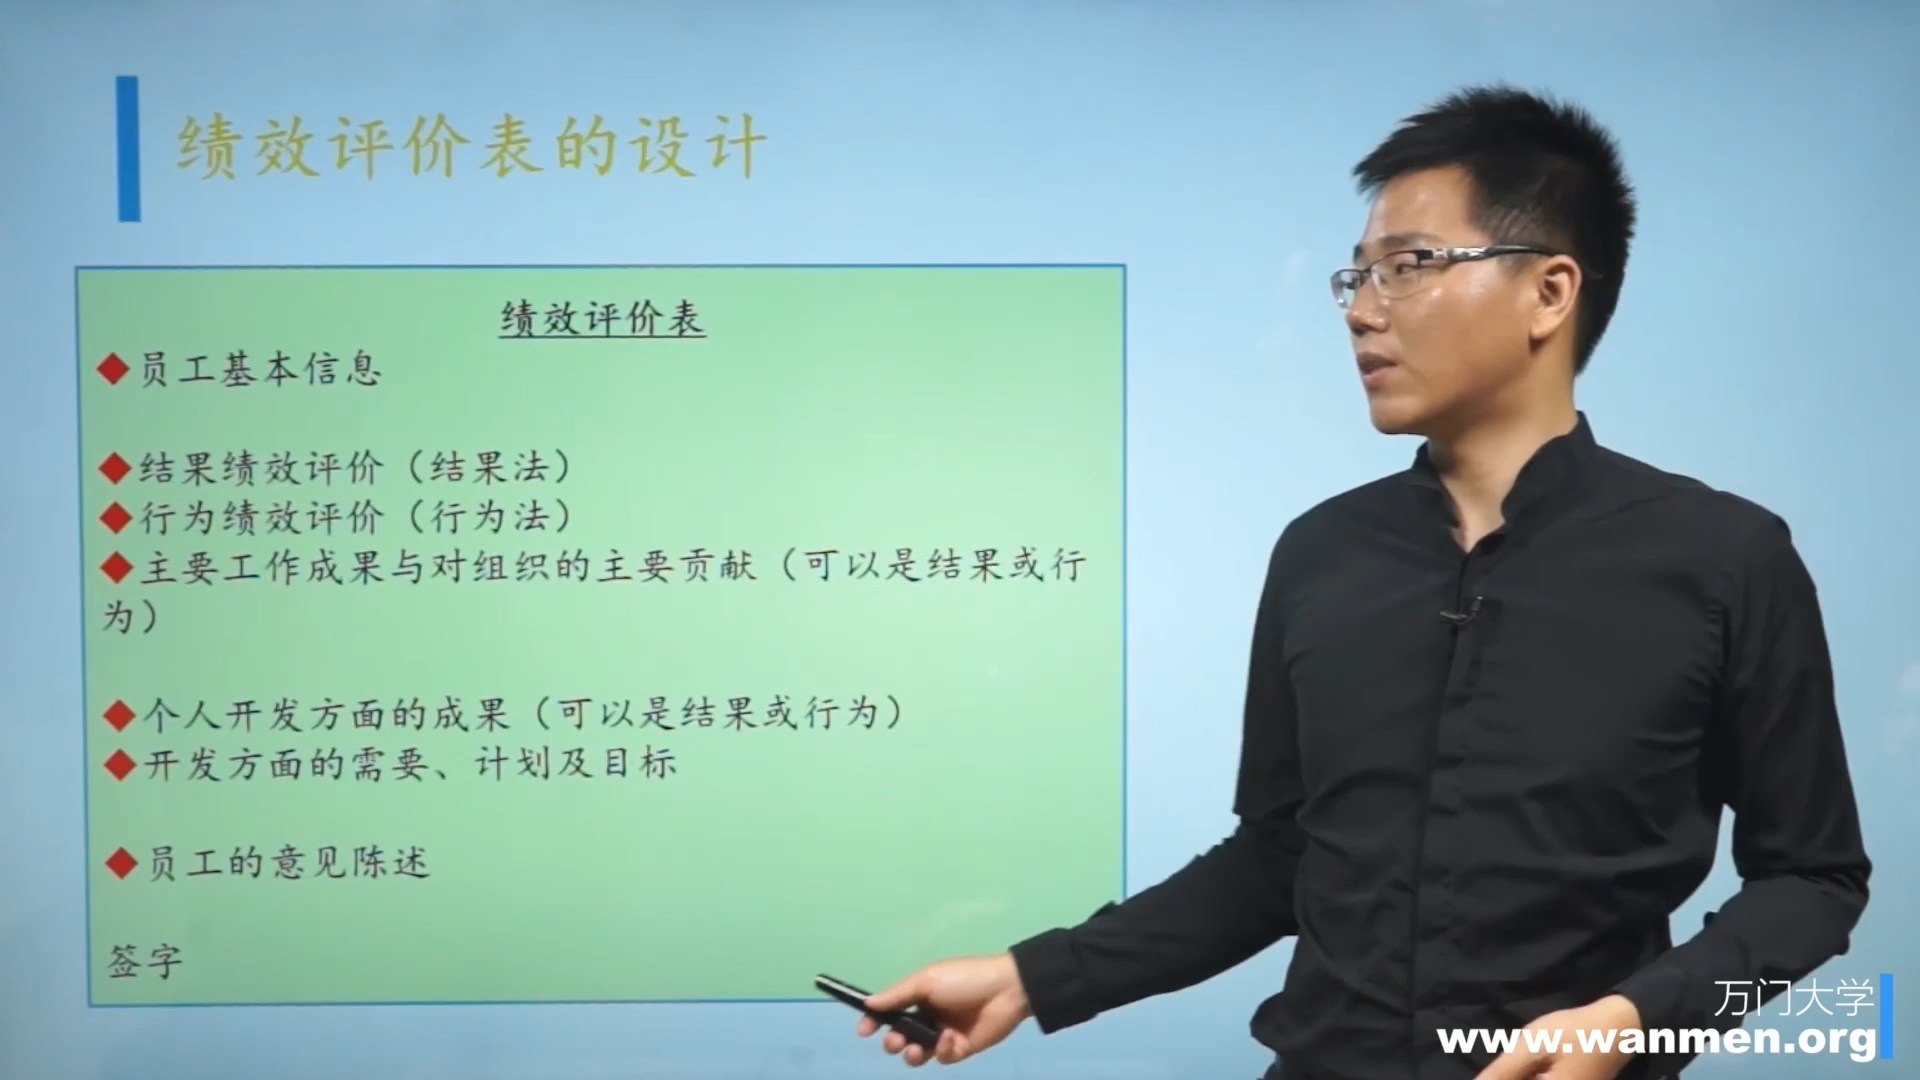 绩效评价表的设计
绩效评价表
◆员工基本信息
◆结果绩效评价（结果法）
◆行为绩效评价（行为法）
◆主要工作成果与对组织的主要贡献（可以是结果或行
为）
◆个人开发方面的成果（可以是结果或行为）
◆开发方面的需要、计划及目标
◆员工的意见陈述
签字
万门大学
www.wanmen.org